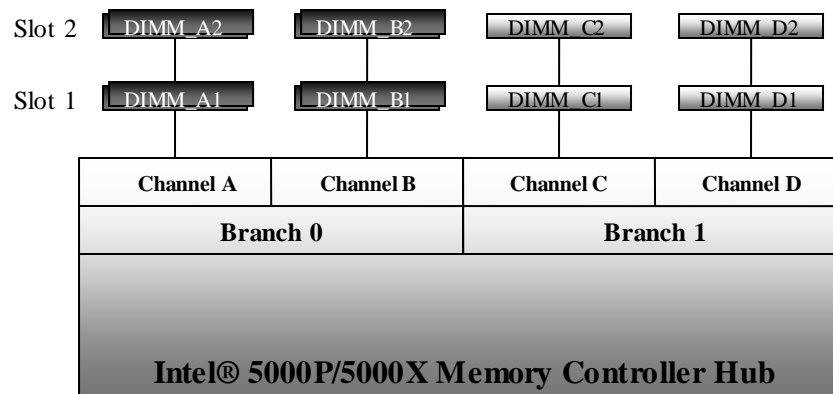 Slot 2 DIMM_A2 DIMM_B2 DIMM_C2 DIMM_D2
Slot 1 DIMM_A1 DIMM_B1 DIMM_C1 DIMM_D1
Channel A Channel B Channel C Channel D
Branch 0 Branch 1
Intel® 5000P/5000X Memory Controller Hub